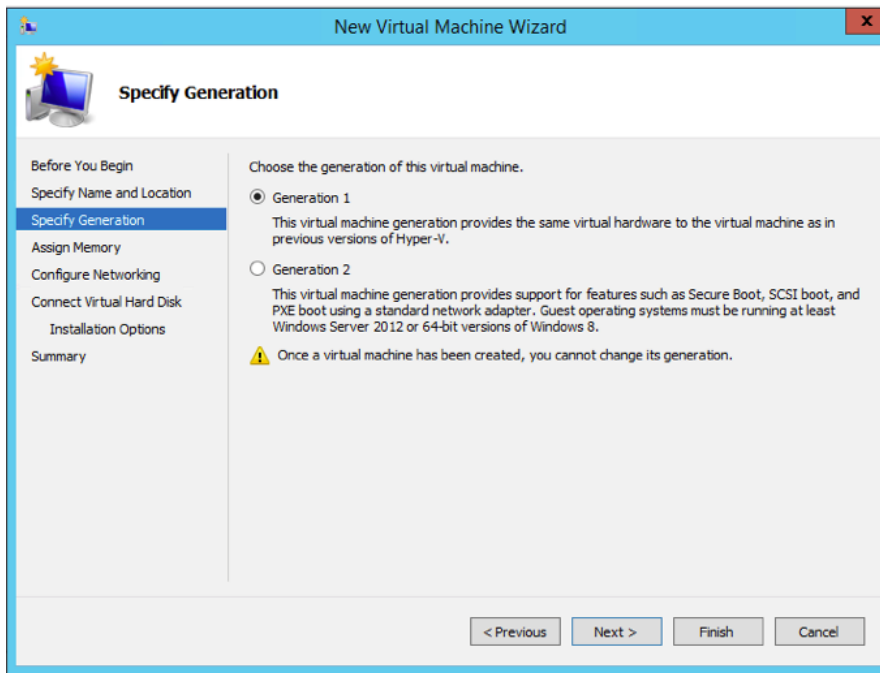 New Virtual Machine Wizard
x
Specify Generation
Before You Begin
Specify Name and Location
Specify Generation
Assign Memory
Configure Networking
Connect Virtual Hard Disk
Installation Options
Summary
Choose the generation of this virtual machine.
Generation 1
This virtual machine generation provides the same virtual hardware to the virtual machine as in
previous versions of Hyper-V.
Generation 2
This virtual machine generation provides support for features such as Secure Boot, SCSI boot, and
PXE boot using a standard network adapter. Guest operating systems must be running at least
Windows Server 2012 or 64-bit versions of Windows 8.
Once a virtual machine has been created, you cannot change its generation.
< Previous
Next >
Finish
Cancel